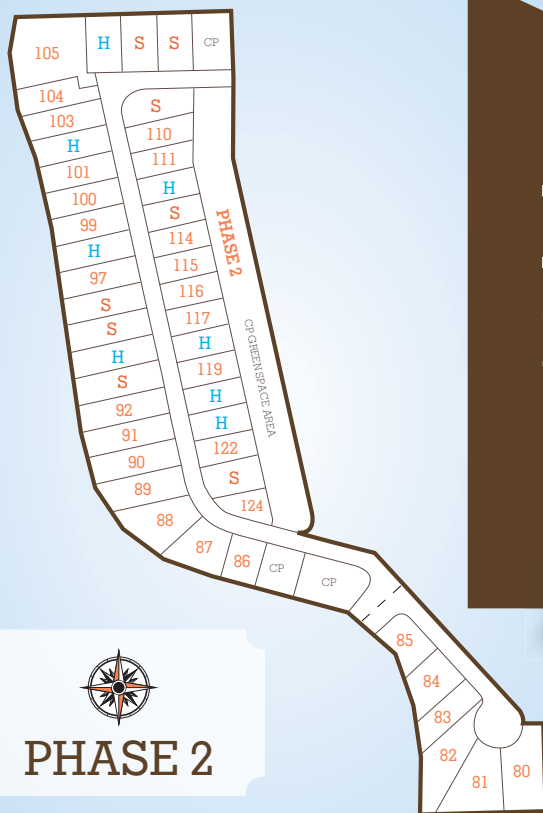 105 H S S CP
104
103
H
101
100
99
H
97
S
S
H
S
92
91
90
89
88
87
86
CP
CP
S
110
111
H
S
114
115
116
117
H
119
H
H
122
S
124
PHASE 2
CP GREENSPACE AREA
85
84
83
82
81
80
PHASE 2